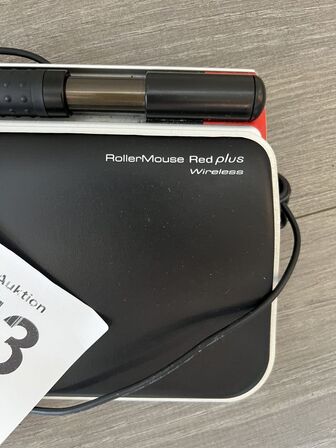 RollerMouse Red plus
Wireless
Auktion
3